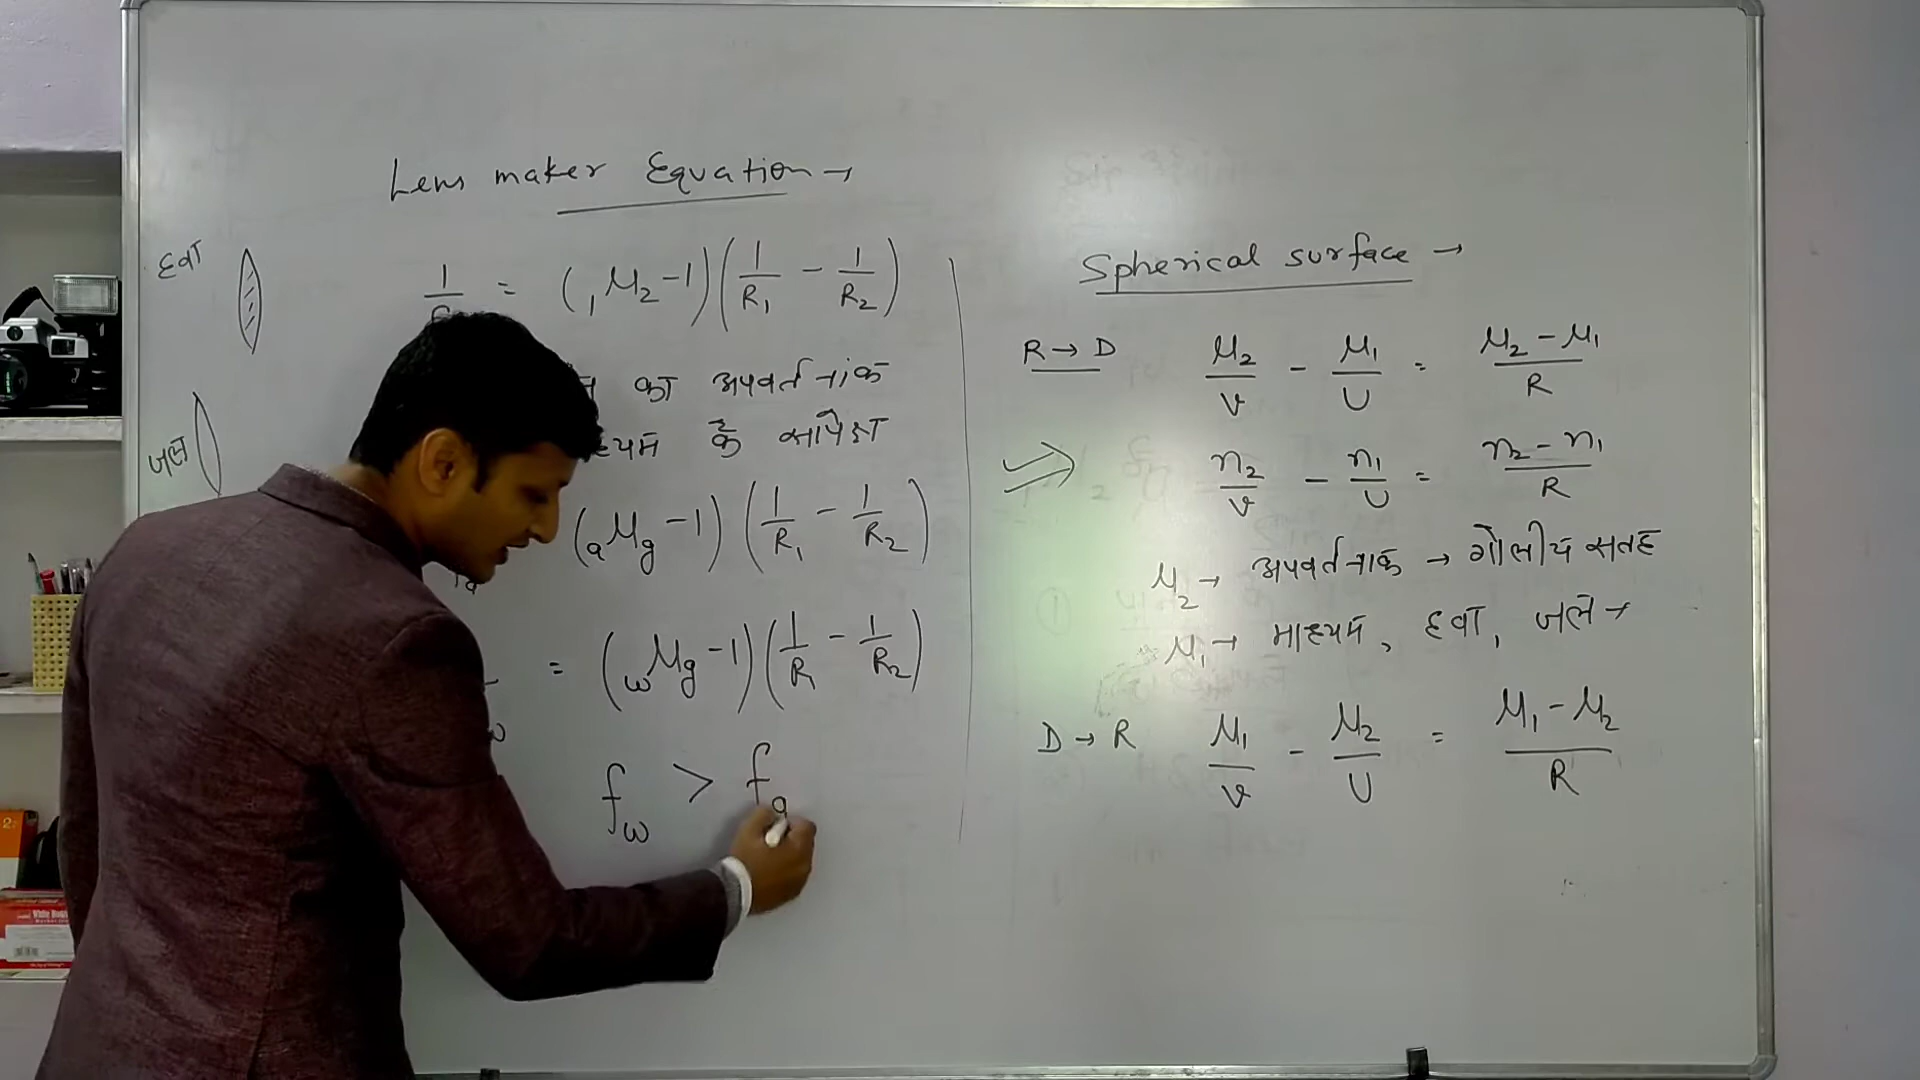 Lens maker Equation →
हवा
1/ = (₁μ₂-1)(1/R₁ - 1/R₂)
का अपवर्तनांक
जल
के सापेक्ष
(ₐμg-1)(1/R₁ - 1/R₂)
= (wμg-1)(1/R₁ - 1/R₂)
f_w > f_a
Spherical surface →
R → D μ₂/v - μ₁/u = μ₂-μ₁/R
n₂/v - n₁/u = n₂-n₁/R
μ₂ → अपवर्तनांक → गोलीय सतह
μ₁ → माध्यम, हवा, जल →
D → R μ₁/v - μ₂/u = μ₁-μ₂/R